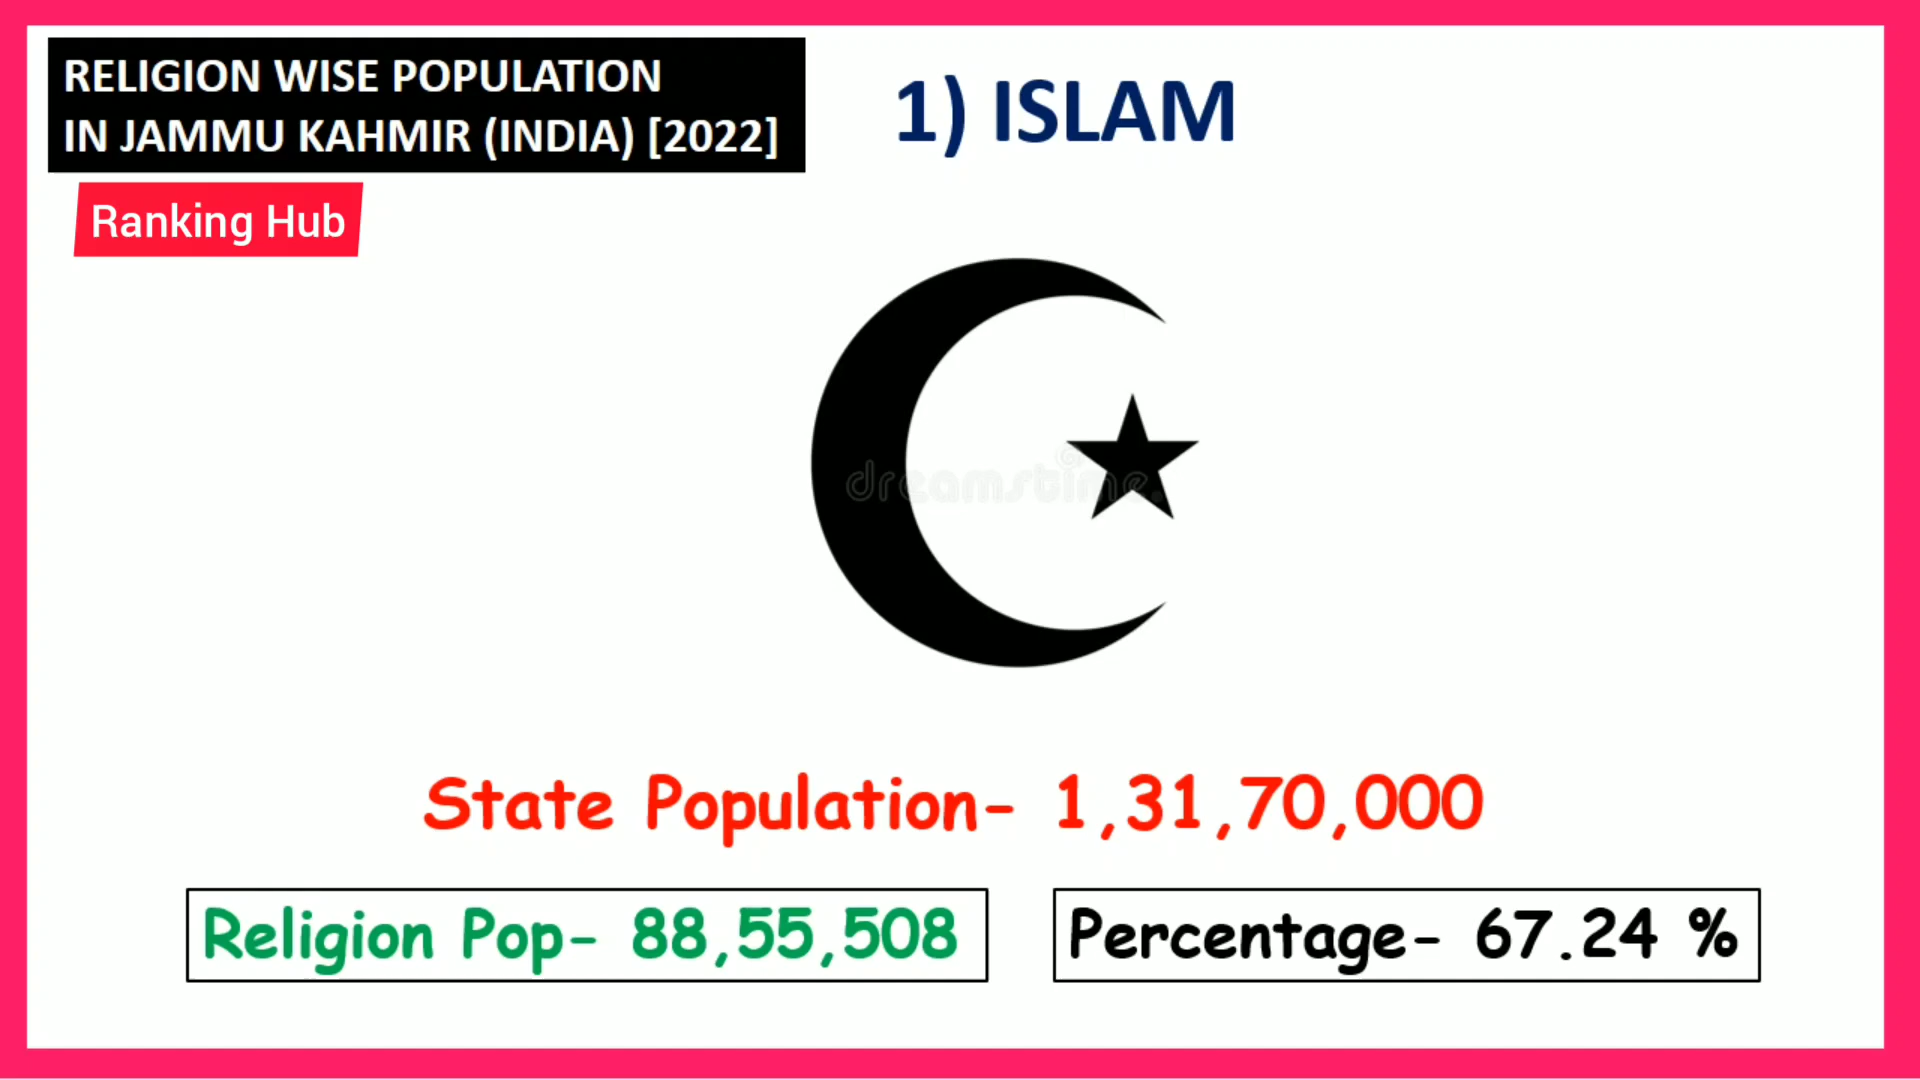 RELIGION WISE POPULATION
IN JAMMU KAHMIR (INDIA) [2022]
Ranking Hub
1) ISLAM
dreamstime.
State Population- 1,31,70,000
Religion Pop- 88,55,508
Percentage- 67.24 %